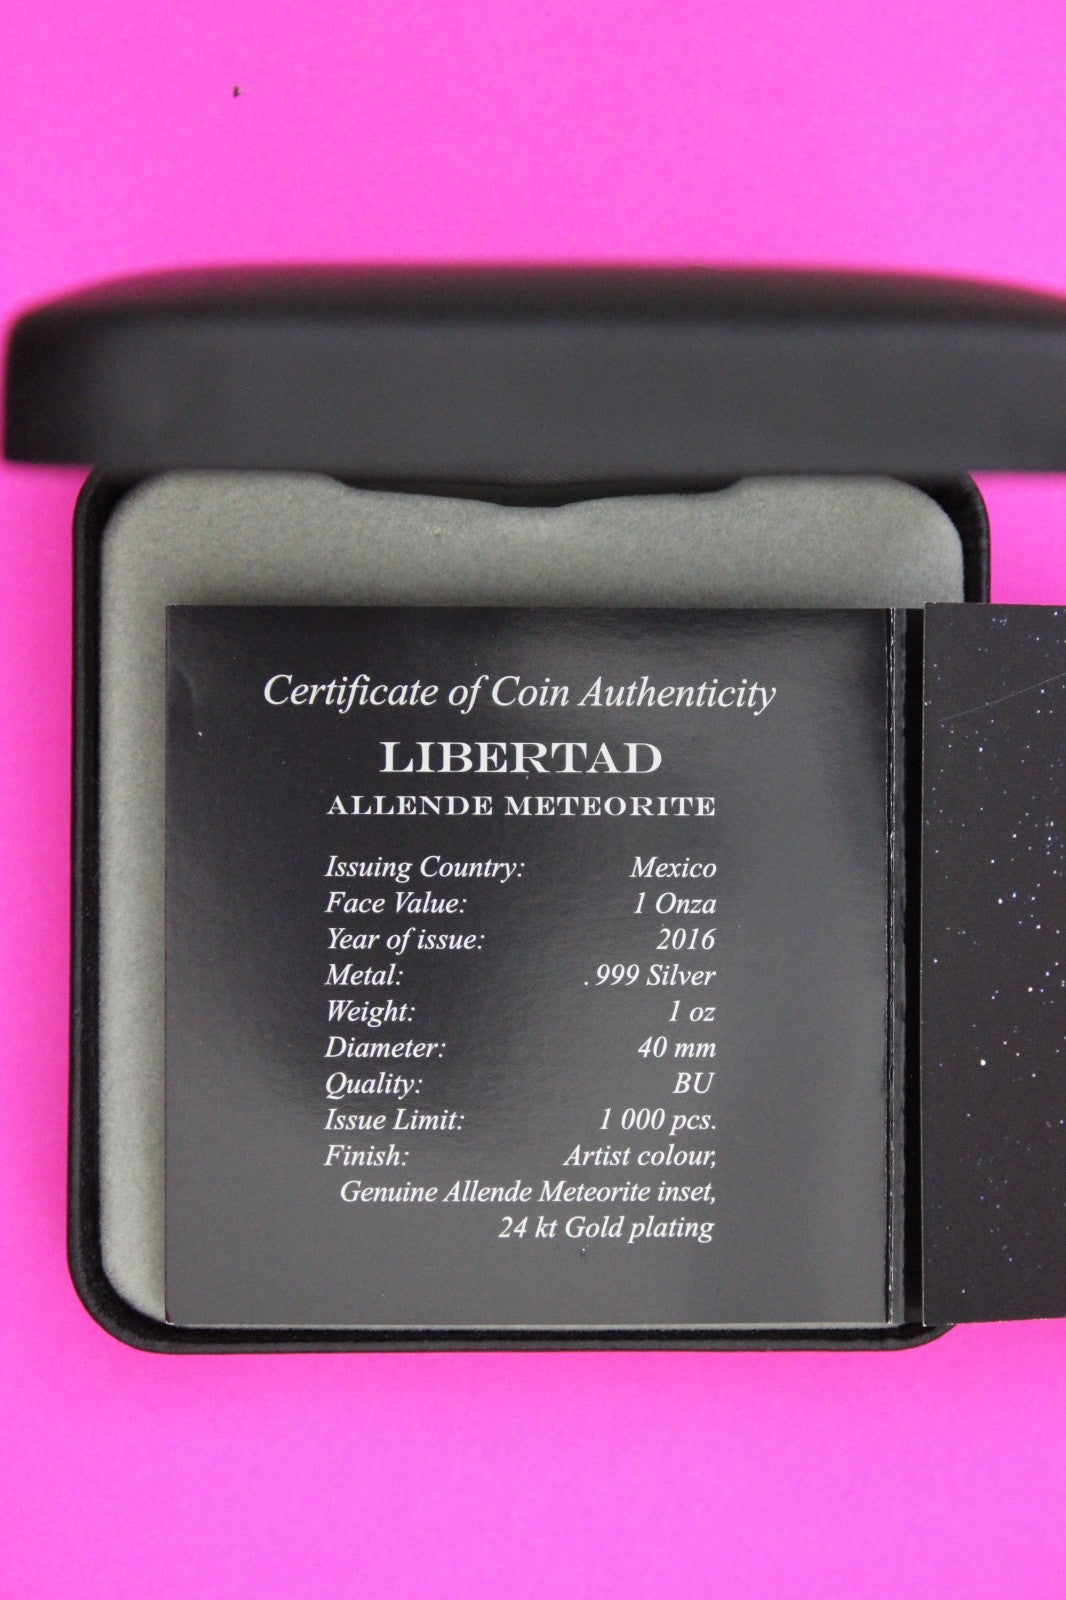 Certificate of Coin Authenticity
LIBERTAD
ALLENDE METEORITE
Issuing Country: Mexico
Face Value: 1 Onza
Year of issue: 2016
Metal: .999 Silver
Weight: 1 oz
Diameter: 40 mm
Quality: BU
Issue Limit: 1 000 pcs.
Finish: Artist colour,
Genuine Allende Meteorite inset,
24 kt Gold plating